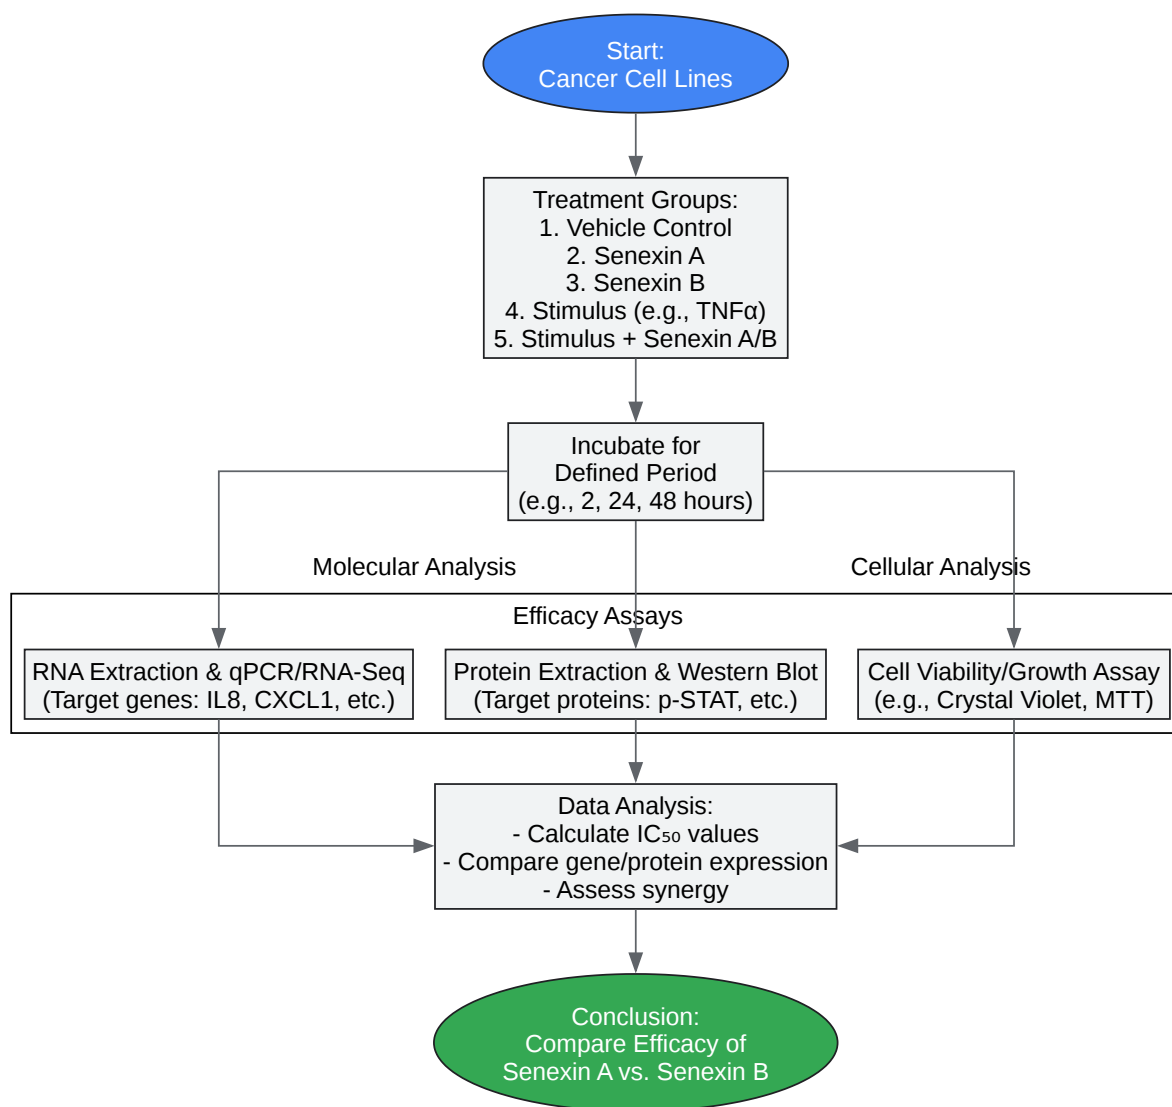 Start:
Cancer Cell Lines
Treatment Groups:
1. Vehicle Control
2. Senexin A
3. Senexin B
4. Stimulus (e.g., TNFα)
5. Stimulus + Senexin A/B
Incubate for
Defined Period
(e.g., 2, 24, 48 hours)
Molecular Analysis
Cellular Analysis
Efficacy Assays
RNA Extraction & qPCR/RNA-Seq
(Target genes: IL8, CXCL1, etc.)
Protein Extraction & Western Blot
(Target proteins: p-STAT, etc.)
Cell Viability/Growth Assay
(e.g., Crystal Violet, MTT)
Data Analysis:
- Calculate IC₅₀ values
- Compare gene/protein expression
- Assess synergy
Conclusion:
Compare Efficacy of
Senexin A vs. Senexin B